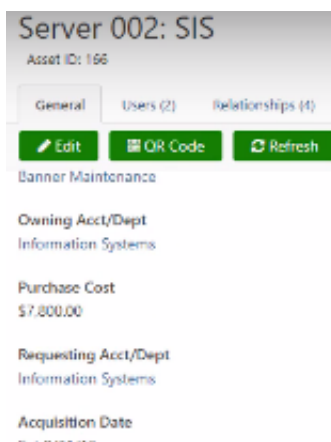 Server 002: SIS
Asset ID: 166
General Users (2) Relationships (4)
Edit QR Code Refresh
Banner Maintenance
Owning Acct/Dept
Information Systems
Purchase Cost
$7,800.00
Requesting Acct/Dept
Information Systems
Acquisition Date